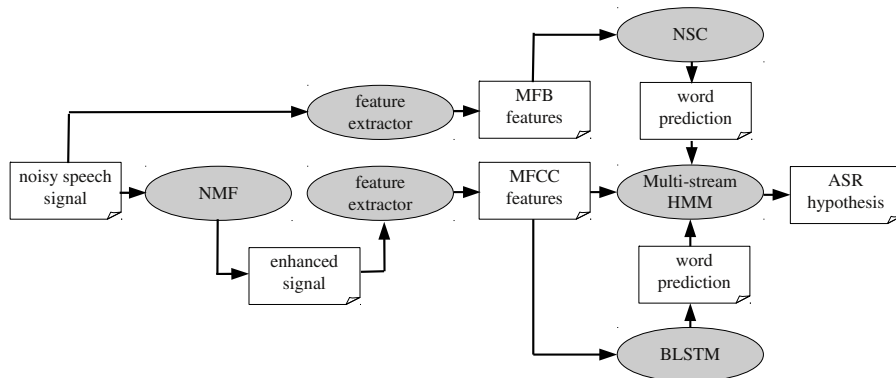 NSC
feature
extractor
MFB
features
word
prediction
noisy speech
signal
NMF
feature
extractor
MFCC
features
Multi-stream
HMM
ASR
hypothesis
enhanced
signal
word
prediction
BLSTM